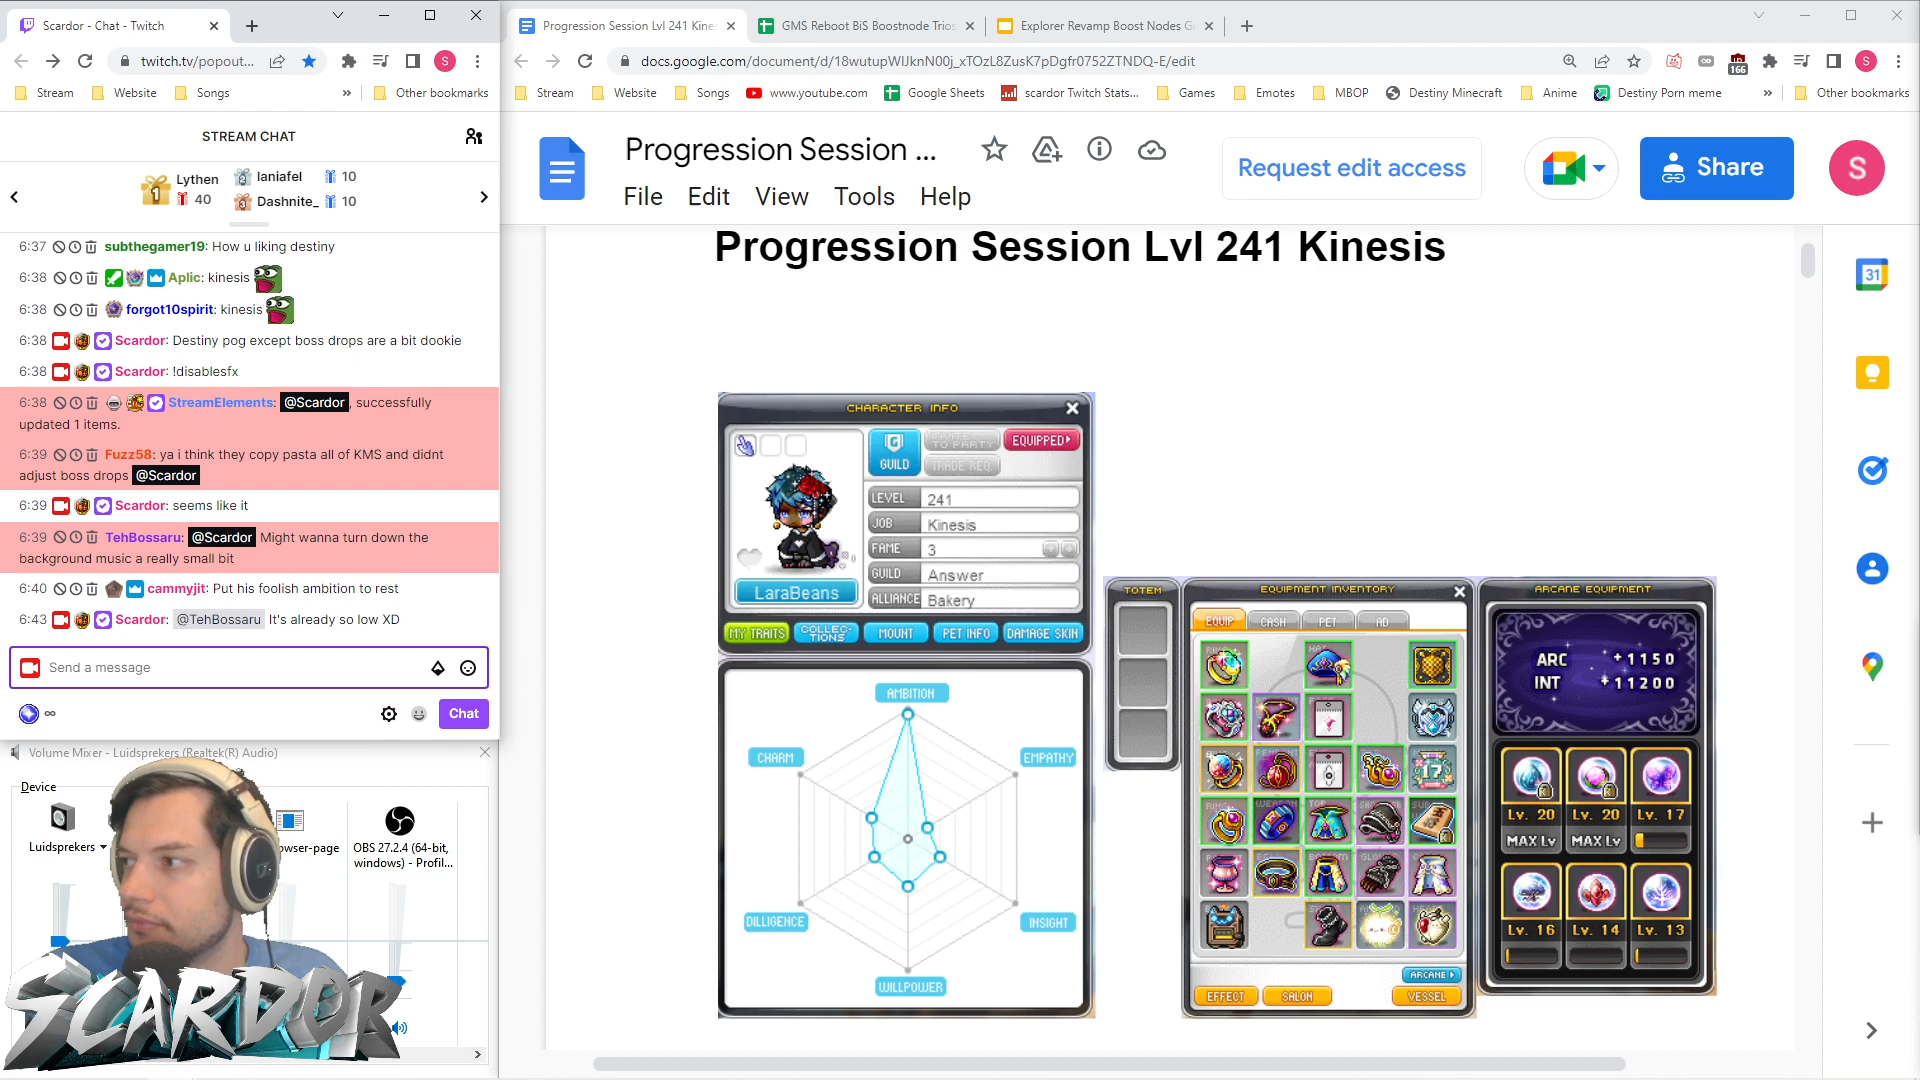 Scardor - Chat - Twitch
twitch.tv/popout...
Stream
Website
Songs
»
Other bookmarks
STREAM CHAT
Lythen
40
laniafel 10
Dashnite_ 10
6:37 subthegamer19: How u liking destiny
6:38 Aplic: kinesis
6:38 forgot10spirit: kinesis
6:38 Scardor: Destiny pog except boss drops are a bit dookie
6:38 Scardor: !disablesfx
6:38 StreamElements: @Scardor, successfully
updated 1 items.
6:39 Fuzz58: ya i think they copy pasta all of KMS and didnt
adjust boss drops @Scardor
6:39 Scardor: seems like it
6:39 TehBossaru: @Scardor Might wanna turn down the
background music a really small bit
6:40 cammyjit: Put his foolish ambition to rest
6:43 Scardor: @TehBossaru It's already so low XD
Send a message
∞
Chat
Volume Mixer - Luidsprekers (Realtek(R) Audio)
Device
Luidsprekers
owser-page
OBS 27.2.4 (64-bit,
windows) - Profil...
SCARDOR
Progression Session Lvl 241 Kine
GMS Reboot BiS Boostnode Trios
Explorer Revamp Boost Nodes G
docs.google.com/document/d/18wutupWIJknN00j_xTOzL8ZusK7pDgfr0752ZTNDQ-E/edit
166
S
Stream
Website
Songs
www.youtube.com
Google Sheets
scardor Twitch Stats...
Games
Emotes
MBOP
Destiny Minecraft
Anime
Destiny Porn meme
»
Other bookmarks
Progression Session ...
File Edit View Tools Help
Request edit access
Share
S
31
Progression Session Lvl 241 Kinesis
CHARACTER INFO
GUILD
INVITE TO PARTY
EQUIPPED
TRADE REQ
LEVEL 241
JOB Kinesis
FAME 3
GUILD Answer
ALLIANCE Bakery
LaraBeans
MY TRAITS
COLLEC-TIONS
MOUNT
PET INFO
DAMAGE SKIN
AMBITION
CHARM
EMPATHY
DILLIGENCE
INSIGHT
WILLPOWER
TOTEM
EQUIPMENT INVENTORY
EQUIP
CASH
PET
AD
17
ARCANE
EFFECT
SALON
VESSEL
ARCANE EQUIPMENT
ARC +1150
INT +11200
Lv. 20 Lv. 20 Lv. 17
MAX Lv MAX Lv
Lv. 16 Lv. 14 Lv. 13